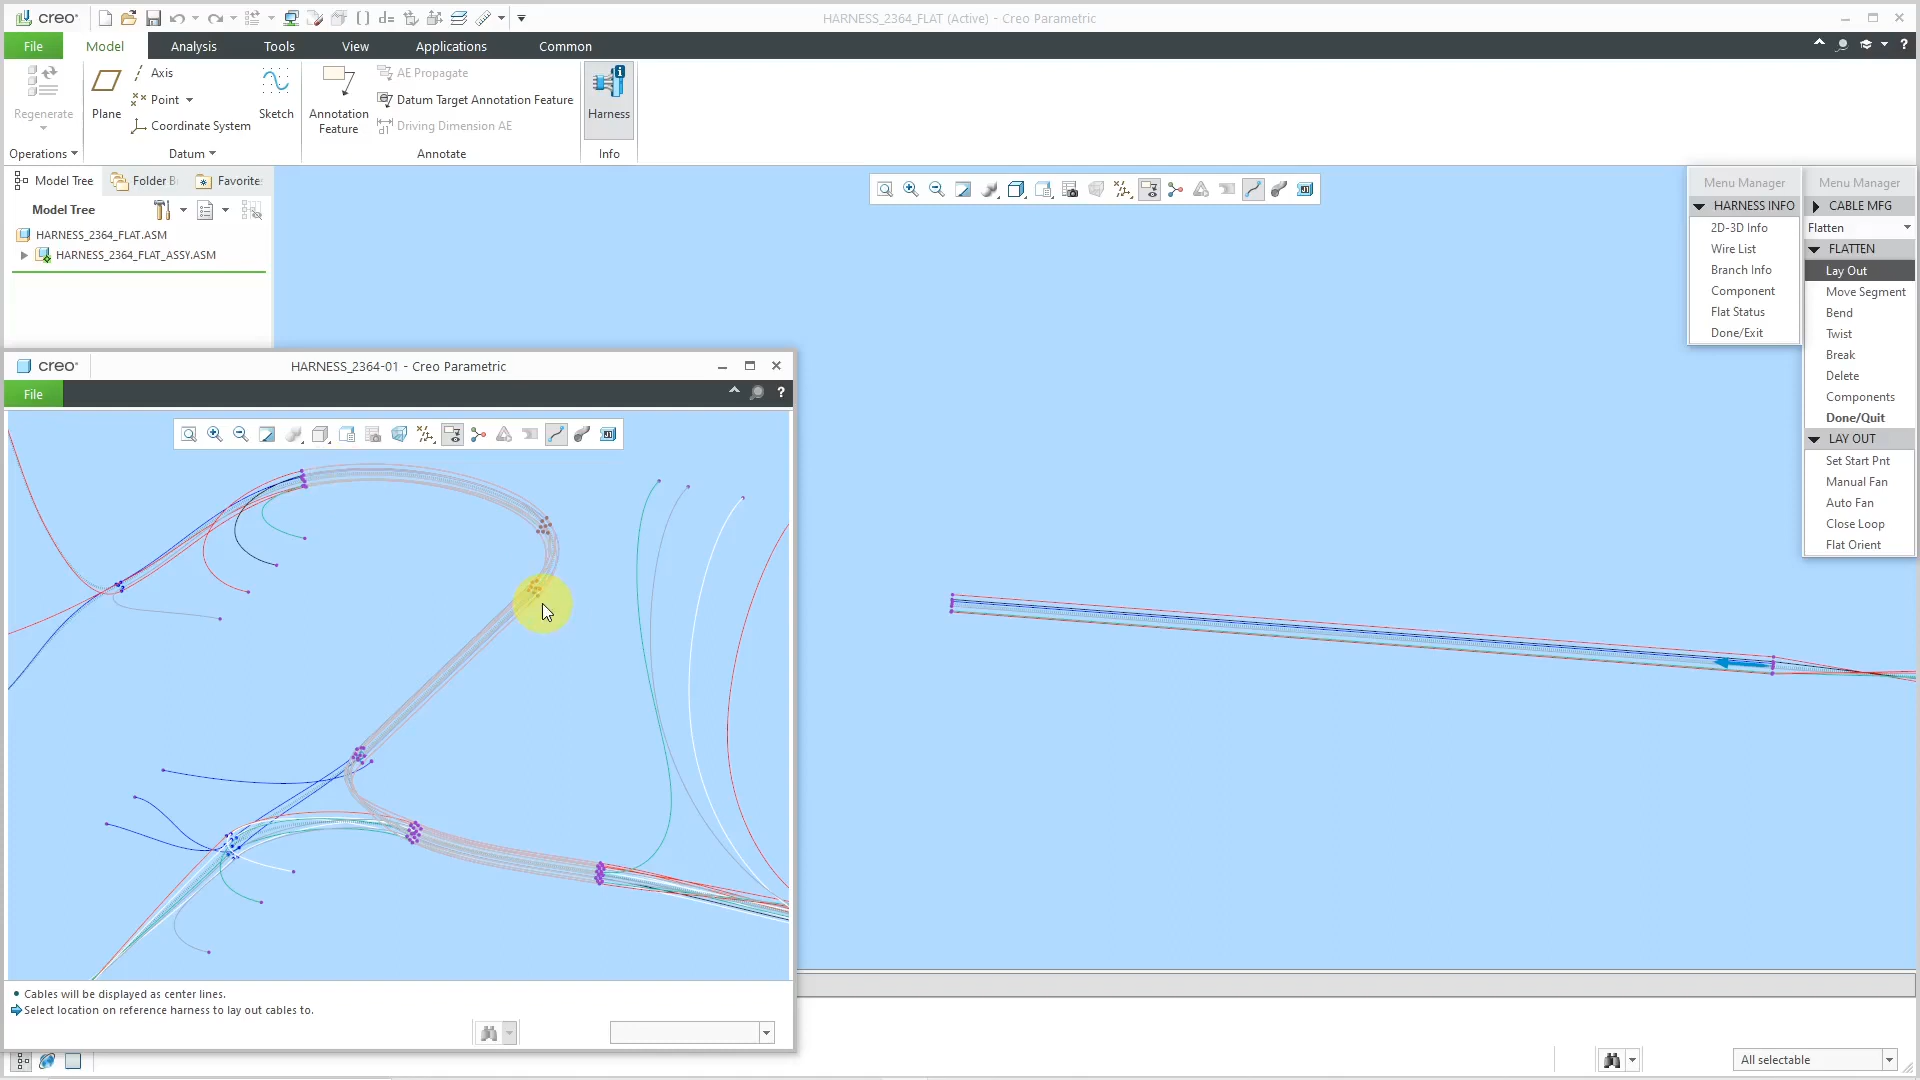 creo
HARNESS_2364_FLAT (Active) - Creo Parametric
File
Model
Analysis
Tools
View
Applications
Common
Regenerate
Plane
Axis
Point
Coordinate System
Sketch
Annotation
Feature
AE Propagate
Datum Target Annotation Feature
Driving Dimension AE
Harness
Operations
Datum
Annotate
Info
Model Tree
Folder B
Favorite
Model Tree
HARNESS_2364_FLAT.ASM
HARNESS_2364_FLAT_ASSY.ASM
Menu Manager
HARNESS INFO
2D-3D Info
Wire List
Branch Info
Component
Flat Status
Done/Exit
Menu Manager
CABLE MFG
Flatten
FLATTEN
Lay Out
Move Segment
Bend
Twist
Break
Delete
Components
Done/Quit
LAY OUT
Set Start Pnt
Manual Fan
Auto Fan
Close Loop
Flat Orient
creo
HARNESS_2364-01 - Creo Parametric
File
Cables will be displayed as center lines.
Select location on reference harness to lay out cables to.
All selectable